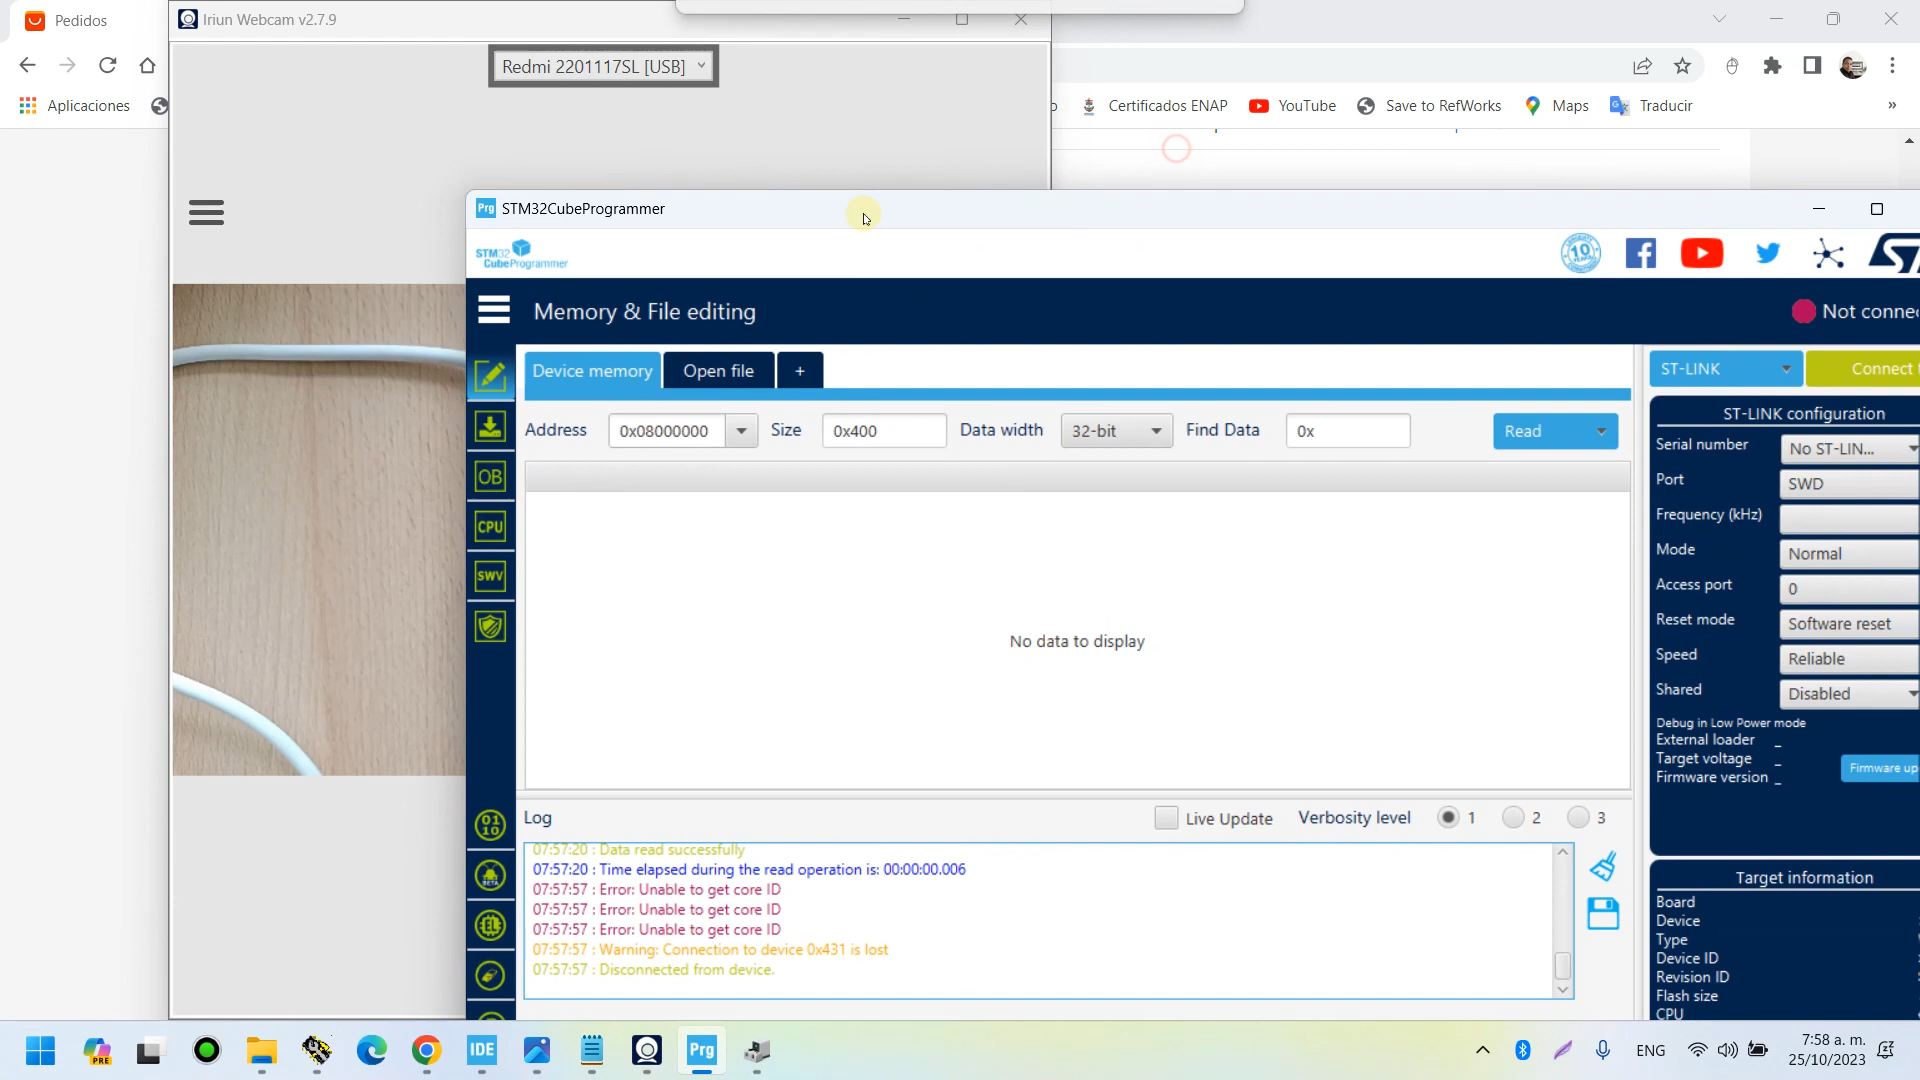 Pedidos
Iriun Webcam v2.7.9
Redmi 2201117SL [USB]
Aplicaciones
Certificados ENAP
YouTube
Save to RefWorks
Maps
Traducir
»
Prg STM32CubeProgrammer
STM32
CubeProgrammer
10
Memory & File editing
Not connec
Device memory
Open file
+
ST-LINK
Connect
Address
0x08000000
Size
0x400
Data width
32-bit
Find Data
0x
Read
ST-LINK configuration
Serial number
No ST-LIN...
Port
SWD
Frequency (kHz)
Mode
Normal
Access port
0
Reset mode
Software reset
Speed
Reliable
Shared
Disabled
Debug in Low Power mode
External loader _
Target voltage _
Firmware version _
Firmware up
OB
CPU
SWV
No data to display
Log
Live Update
Verbosity level
1
2
3
07:57:20 : Data read successfully
07:57:20 : Time elapsed during the read operation is: 00:00:00.006
07:57:57 : Error: Unable to get core ID
07:57:57 : Error: Unable to get core ID
07:57:57 : Error: Unable to get core ID
07:57:57 : Warning: Connection to device 0x431 is lost
07:57:57 : Disconnected from device.
01
10
BETA
Target information
Board
Device
Type
Device ID
Revision ID
Flash size
CPU
PRE
IDE
Prg
ENG
7:58 a. m.
25/10/2023